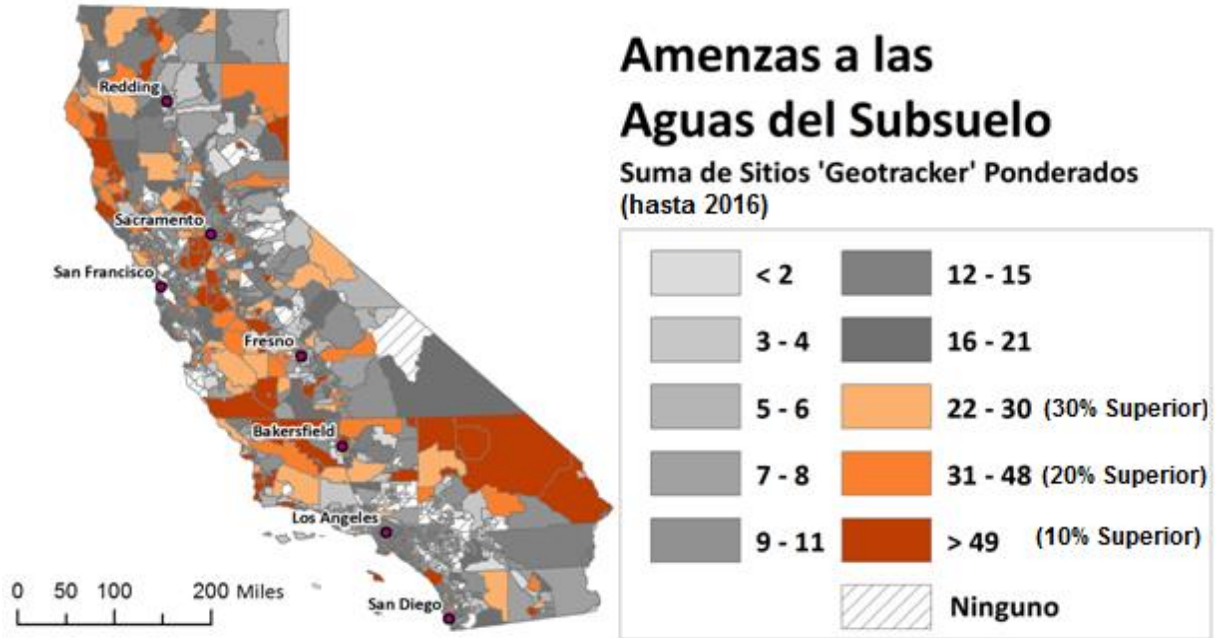 Amenzas a las
Aguas del Subsuelo
Suma de Sitios 'Geotracker' Ponderados
(hasta 2016)
< 2
3 - 4
5 - 6
7 - 8
9 - 11
12 - 15
16 - 21
22 - 30 (30% Superior)
31 - 48 (20% Superior)
> 49 (10% Superior)
Ninguno
Redding
Sacramento
San Francisco
Fresno
Bakersfield
Los Angeles
San Diego
0 50 100 200 Miles